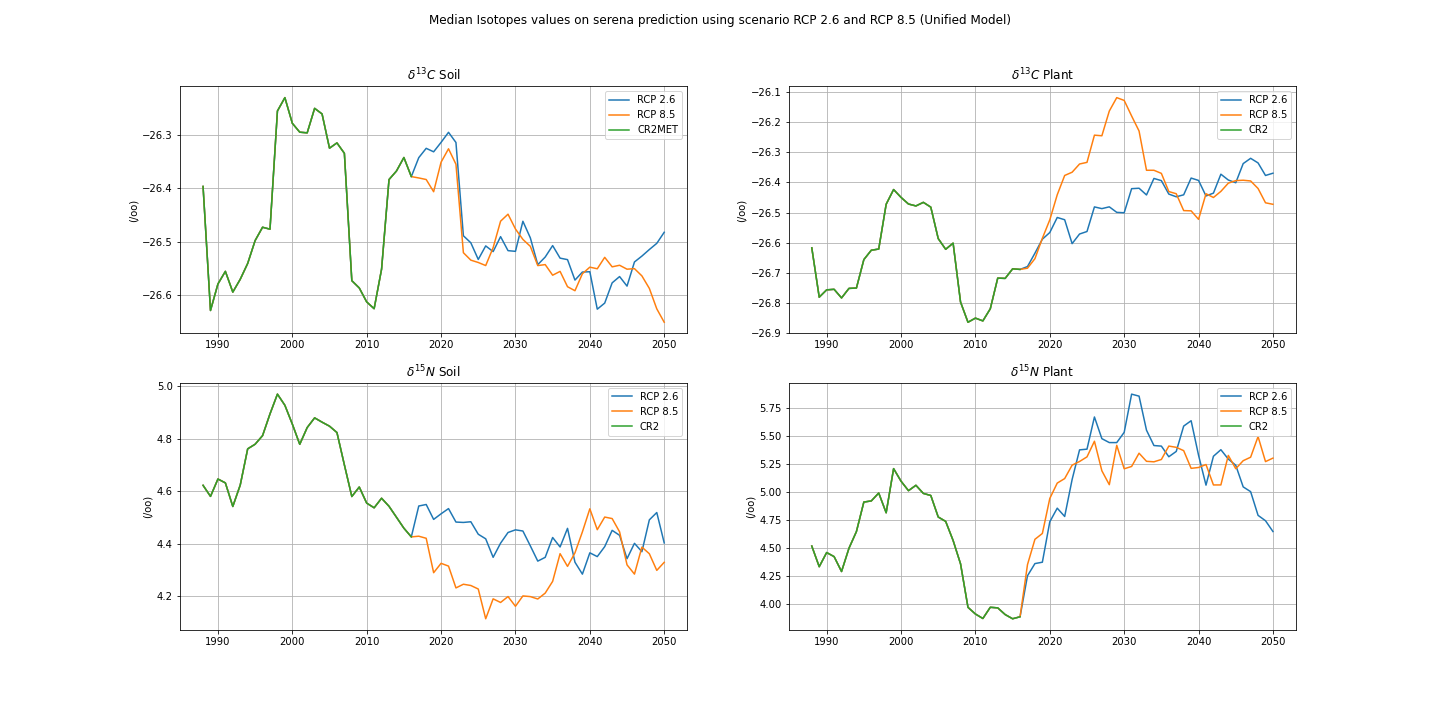 Median Isotopes values on serena prediction using scenario RCP 2.6 and RCP 8.5 (Unified Model)
δ¹³C Soil
(/oo)
−26.3
−26.4
−26.5
−26.6
1990 2000 2010 2020 2030 2040 2050
RCP 2.6
RCP 8.5
CR2MET
δ¹³C Plant
(/oo)
−26.1
−26.2
−26.3
−26.4
−26.5
−26.6
−26.7
−26.8
−26.9
1990 2000 2010 2020 2030 2040 2050
RCP 2.6
RCP 8.5
CR2
δ¹⁵N Soil
(/oo)
5.0
4.8
4.6
4.4
4.2
1990 2000 2010 2020 2030 2040 2050
RCP 2.6
RCP 8.5
CR2
δ¹⁵N Plant
(/oo)
5.75
5.50
5.25
5.00
4.75
4.50
4.25
4.00
1990 2000 2010 2020 2030 2040 2050
RCP 2.6
RCP 8.5
CR2